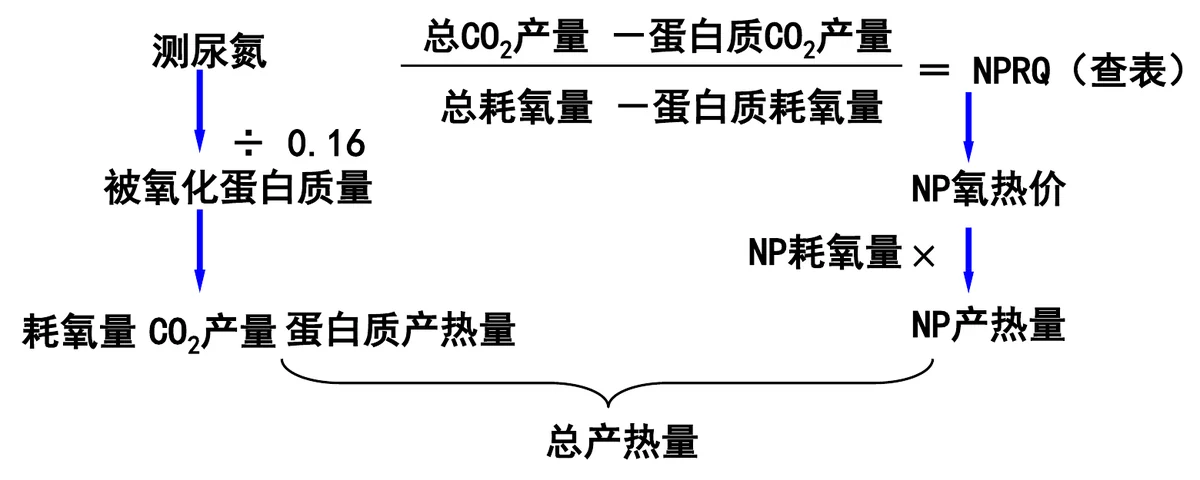 测尿氮
÷ 0.16
被氧化蛋白质量
耗氧量 CO₂产量 蛋白质产热量
总CO₂产量 －蛋白质CO₂产量
总耗氧量 －蛋白质耗氧量
= NPRQ（查表）
NP氧热价
NP耗氧量 ×
NP产热量
总产热量